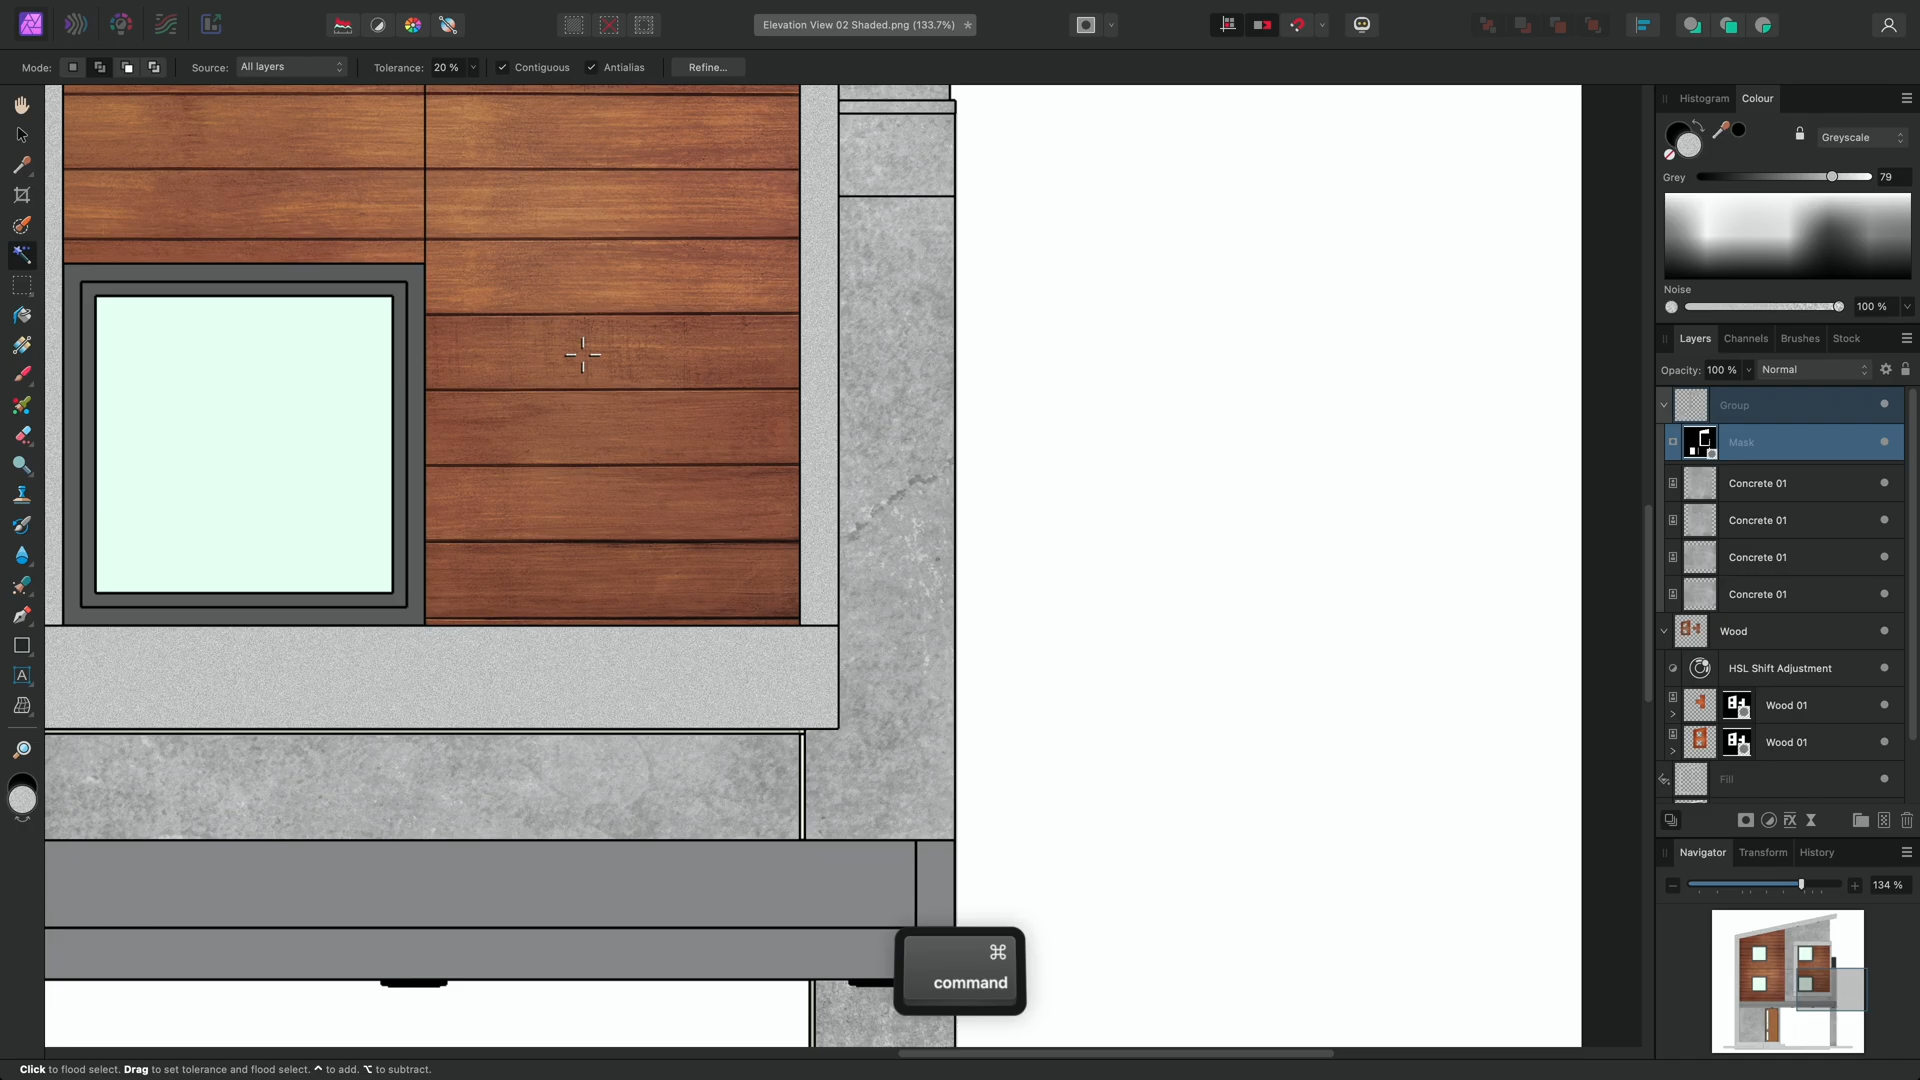 Elevation View 02 Shaded.png (133.7%) *
Mode: Source: All layers Tolerance: 20 % Contiguous Antialias Refine...
Histogram Colour
Greyscale
Grey 79
Noise
100 %
Layers Channels Brushes Stock
Opacity: 100 % Normal
Group
Mask
Concrete 01
Concrete 01
Concrete 01
Concrete 01
Wood
HSL Shift Adjustment
Wood 01
Wood 01
Fill
Navigator Transform History
134 %
⌘
command
Click to flood select. Drag to set tolerance and flood select. ^ to add. ⌥ to subtract.